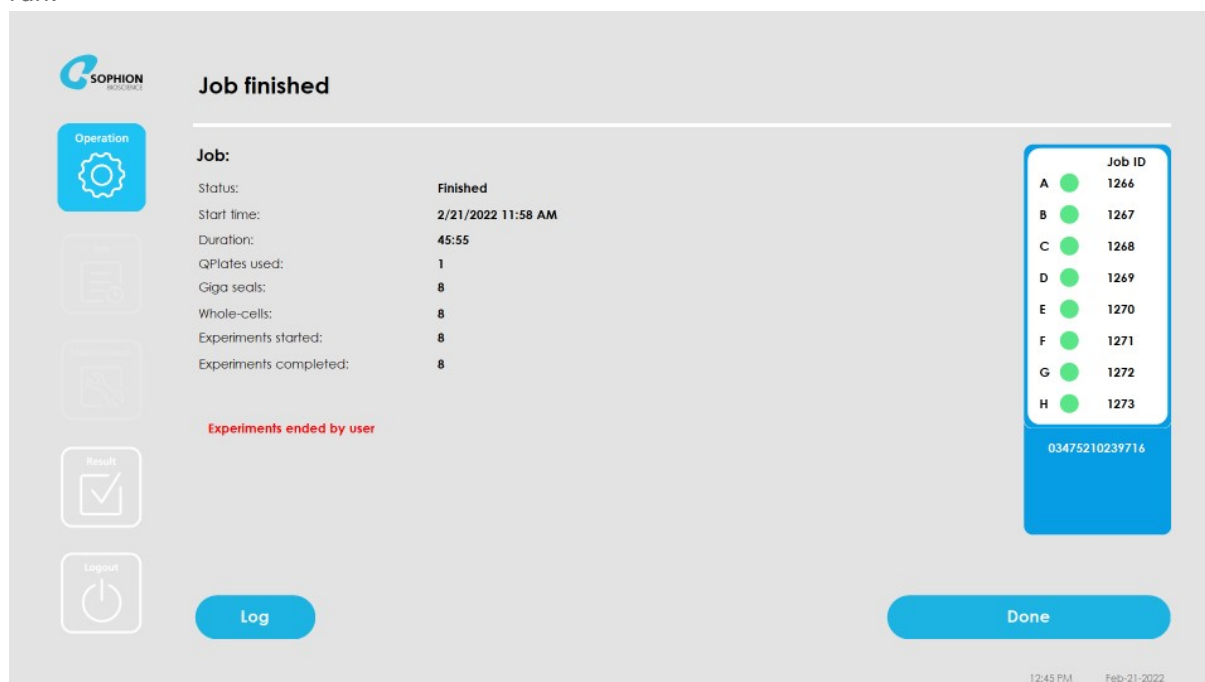 SOPHION
BIOSCIENCE
Job finished
Operation
Job:
Status: Finished
Start time: 2/21/2022 11:58 AM
Duration: 45:55
QPlates used: 1
Giga seals: 8
Whole-cells: 8
Experiments started: 8
Experiments completed: 8
Experiments ended by user
Job ID
A 1266
B 1267
C 1268
D 1269
E 1270
F 1271
G 1272
H 1273
03475210239716
Result
Logout
Log
Done
12:45 PM Feb-21-2022